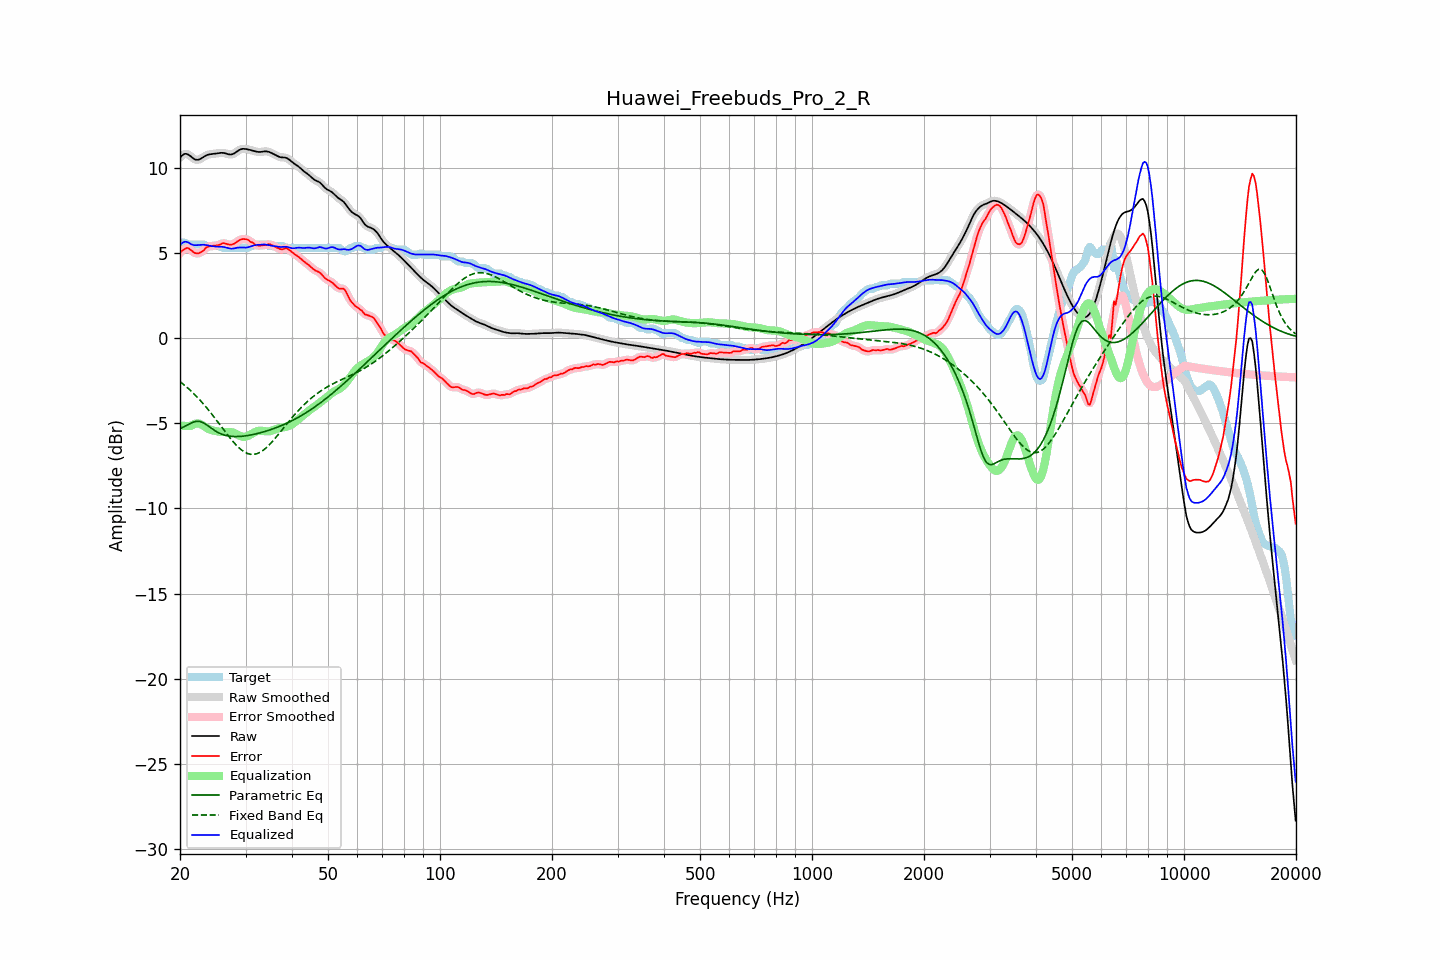 Huawei_Freebuds_Pro_2_R
Amplitude (dBr)
10
5
0
−5
−10
−15
−20
−25
−30
Target
Raw Smoothed
Error Smoothed
Raw
Error
Equalization
Parametric Eq
Fixed Band Eq
Equalized
20 50 100 200 500 1000 2000 5000 10000 20000
Frequency (Hz)